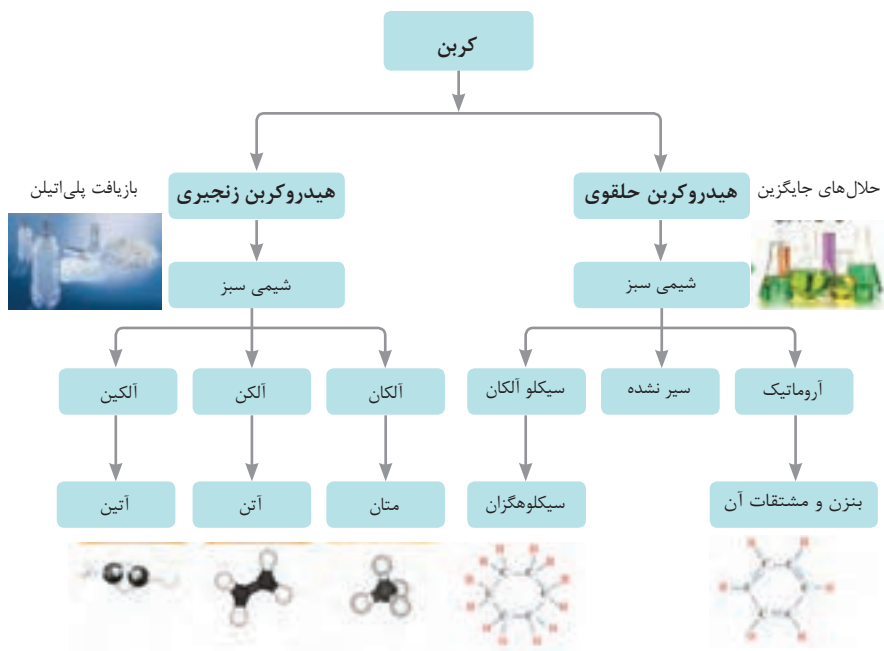 کربن
هیدروکربن حلقوی
هیدروکربن زنجیری
حلال‌های جایگزین
بازیافت پلی‌اتیلن
شیمی سبز
شیمی سبز
آروماتیک
سیر نشده
سیکلو آلکان
آلکان
آلکن
آلکین
بنزن و مشتقات آن
سیکلوهگزان
متان
آتن
آتین